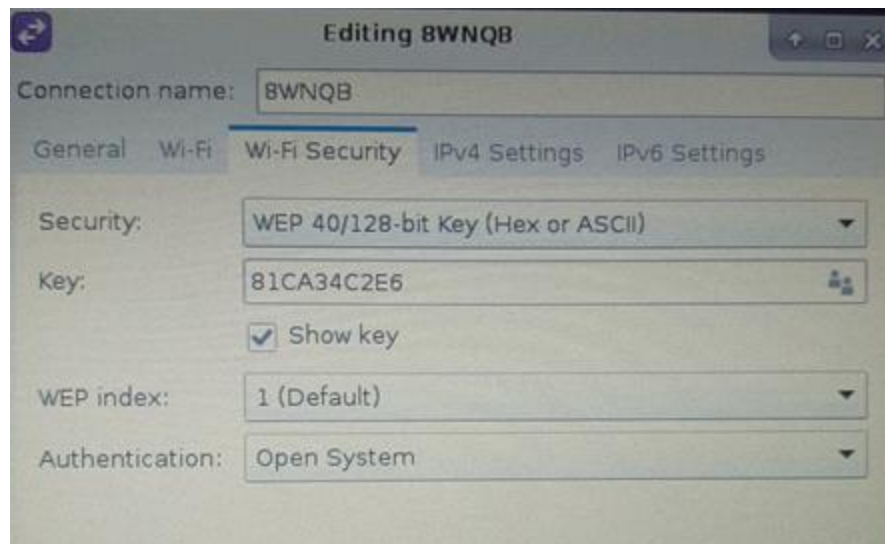 Editing 8WNQB
Connection name: 8WNQB
General Wi-Fi Wi-Fi Security IPv4 Settings IPv6 Settings
Security: WEP 40/128-bit Key (Hex or ASCII)
Key: 81CA34C2E6
Show key
WEP index: 1 (Default)
Authentication: Open System